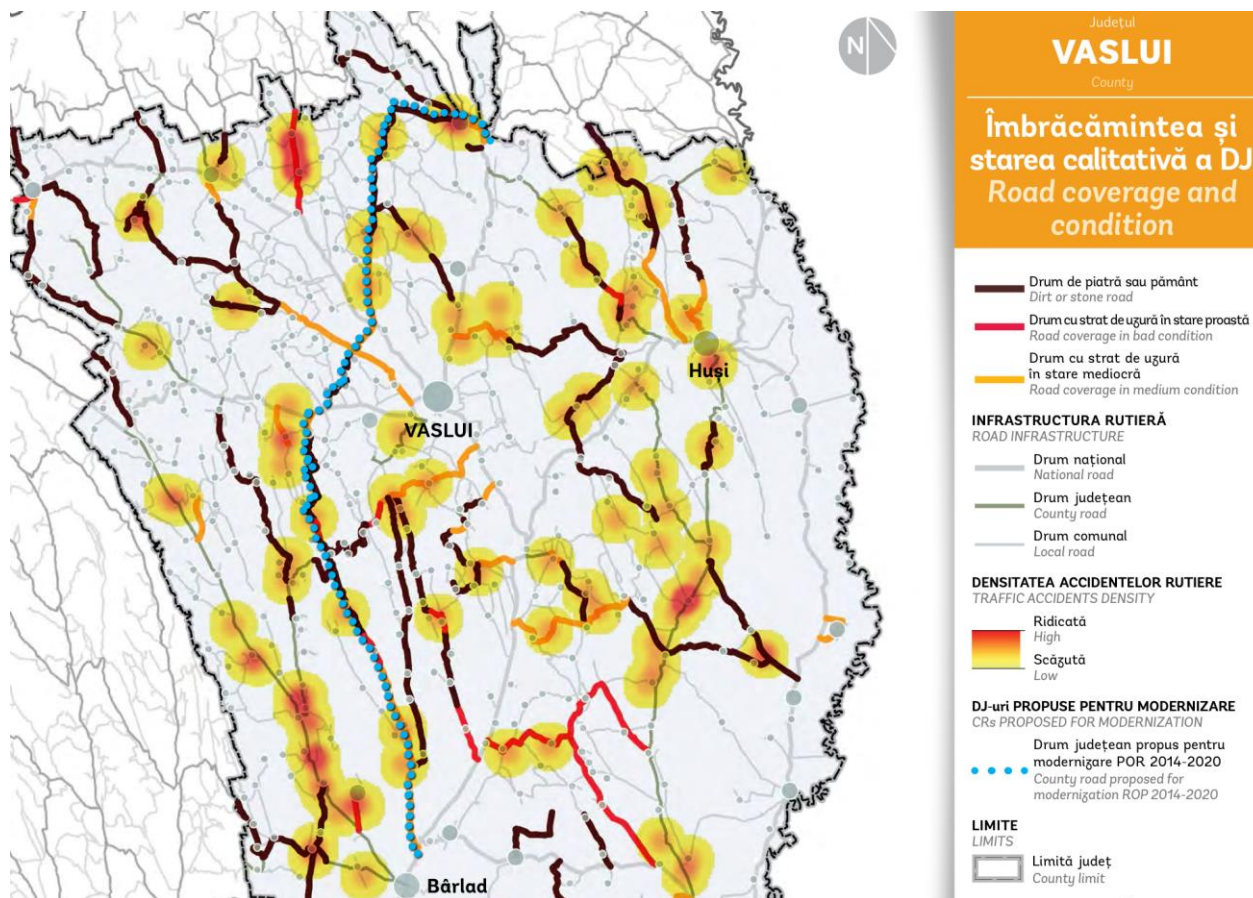 N
VASLUI
Huși
Bârlad
Județul
VASLUI
County
Îmbrăcămintea și
starea calitativă a DJ
Road coverage and
condition
Drum de piatră sau pământ
Dirt or stone road
Drum cu strat de uzură în stare proastă
Road coverage in bad condition
Drum cu strat de uzură
în stare mediocră
Road coverage in medium condition
INFRASTRUCTURA RUTIERĂ
ROAD INFRASTRUCTURE
Drum național
National road
Drum județean
County road
Drum comunal
Local road
DENSITATEA ACCIDENTELOR RUTIERE
TRAFFIC ACCIDENTS DENSITY
Ridicată
High
Scăzută
Low
DJ-uri PROPUSE PENTRU MODERNIZARE
CRs PROPOSED FOR MODERNIZATION
Drum județean propus pentru
modernizare POR 2014-2020
County road proposed for
modernization ROP 2014-2020
LIMITE
LIMITS
Limită județ
County limit